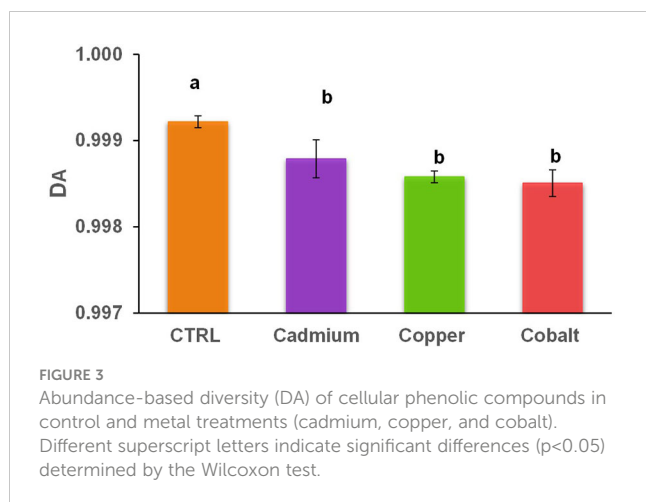 1.000
0.999
0.998
0.997
DA
a
b
b
b
CTRL
Cadmium
Copper
Cobalt
FIGURE 3
Abundance-based diversity (DA) of cellular phenolic compounds in
control and metal treatments (cadmium, copper, and cobalt).
Different superscript letters indicate significant differences (p<0.05)
determined by the Wilcoxon test.